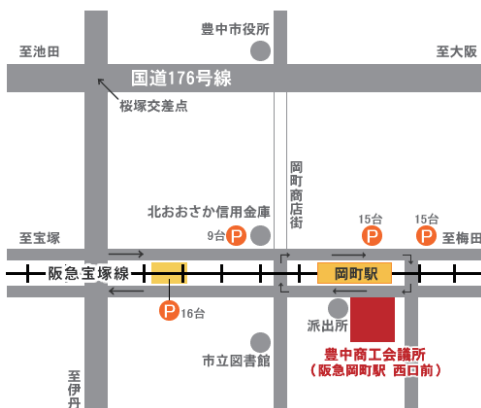 豊中市役所
至池田
至大阪
国道176号線
桜塚交差点
岡町商店街
北おおさか信用金庫
9台 P
15台
P
15台
P
至宝塚
至梅田
阪急宝塚線
岡町駅
P 16台
派出所
市立図書館
豊中商工会議所
(阪急岡町駅 西口前)
至伊丹